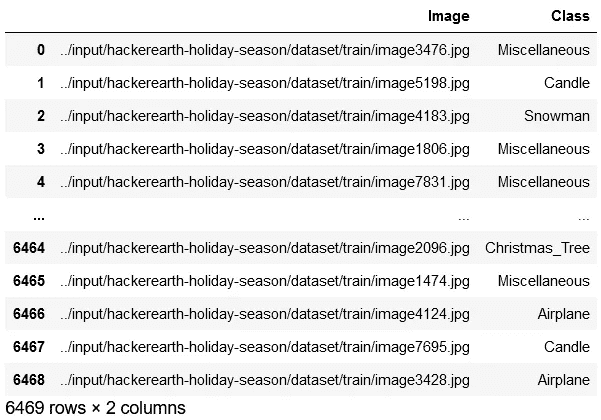 Image Class
0 ../input/hackerearth-holiday-season/dataset/train/image3476.jpg Miscellaneous
1 ../input/hackerearth-holiday-season/dataset/train/image5198.jpg Candle
2 ../input/hackerearth-holiday-season/dataset/train/image4183.jpg Snowman
3 ../input/hackerearth-holiday-season/dataset/train/image1806.jpg Miscellaneous
4 ../input/hackerearth-holiday-season/dataset/train/image7831.jpg Miscellaneous
... ... ...
6464 ../input/hackerearth-holiday-season/dataset/train/image2096.jpg Christmas_Tree
6465 ../input/hackerearth-holiday-season/dataset/train/image1474.jpg Miscellaneous
6466 ../input/hackerearth-holiday-season/dataset/train/image4124.jpg Airplane
6467 ../input/hackerearth-holiday-season/dataset/train/image7695.jpg Candle
6468 ../input/hackerearth-holiday-season/dataset/train/image3428.jpg Airplane
6469 rows × 2 columns